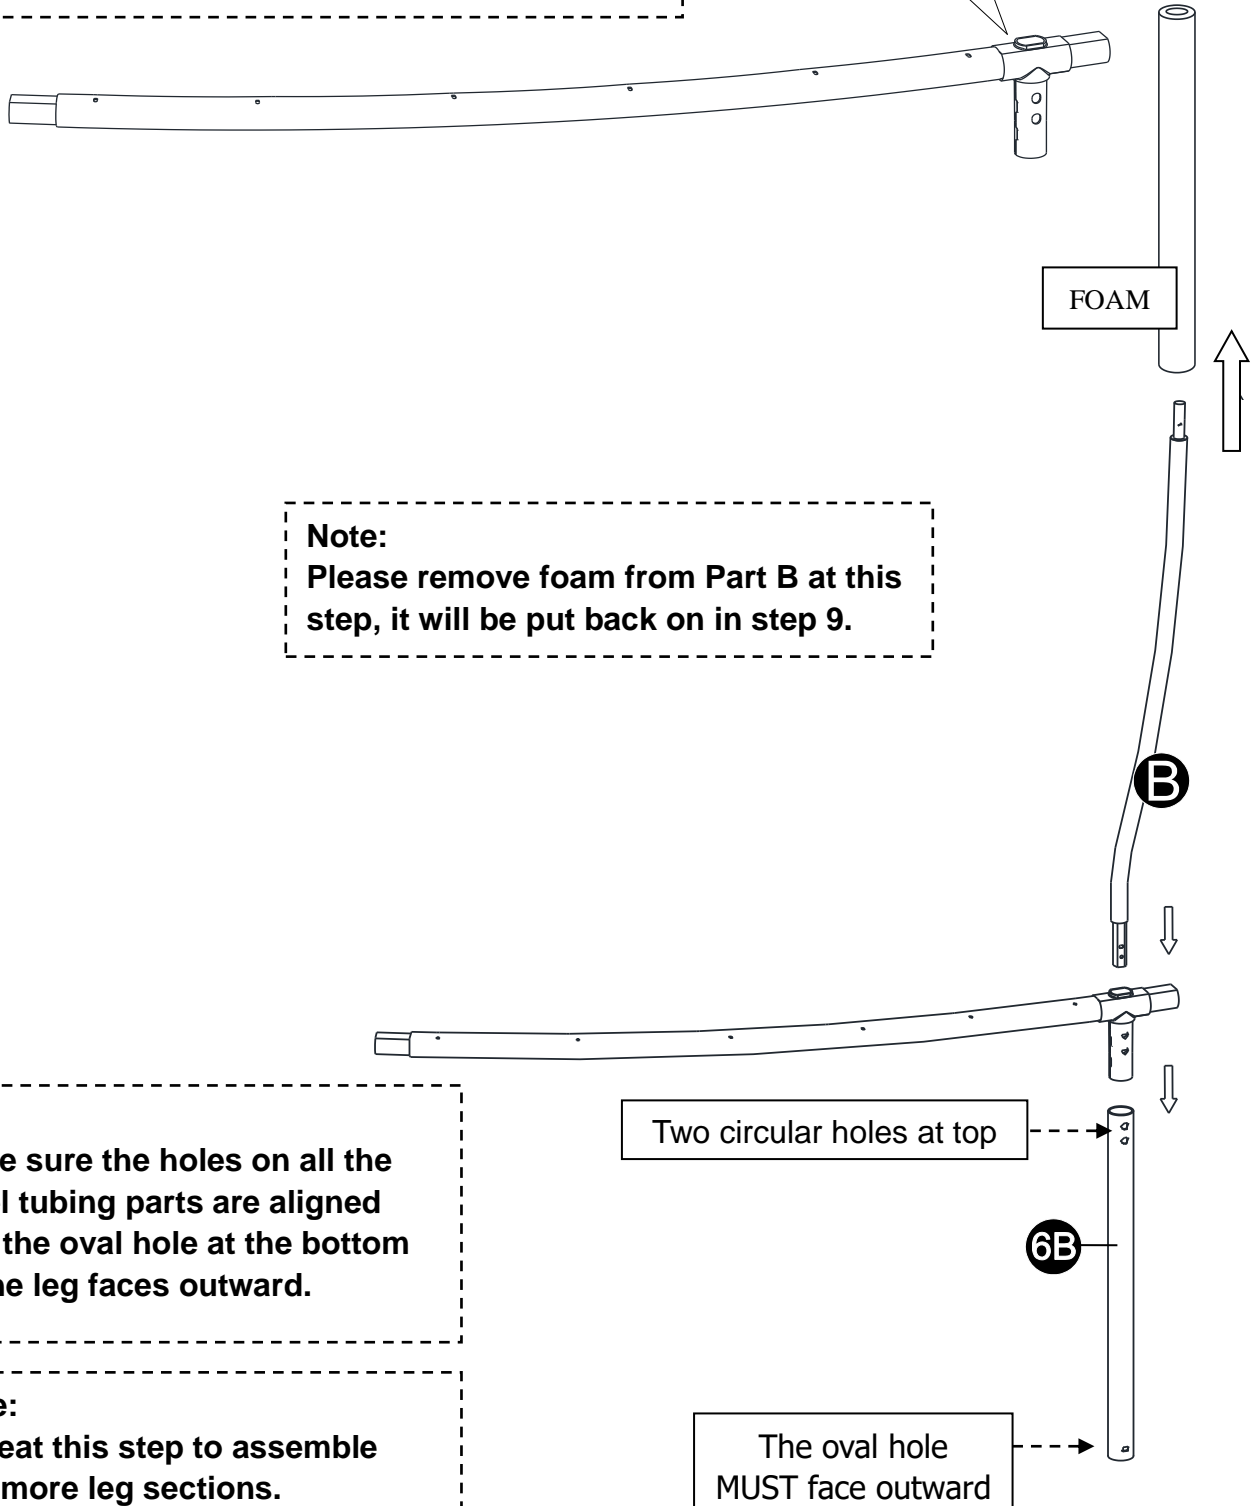 FOAM
Note:
Please remove foam from Part B at this
step, it will be put back on in step 9.
B
Two circular holes at top
sure the holes on all the
tubing parts are aligned
the oval hole at the bottom
leg faces outward.
6B
this step to assemble
more leg sections.
The oval hole
MUST face outward